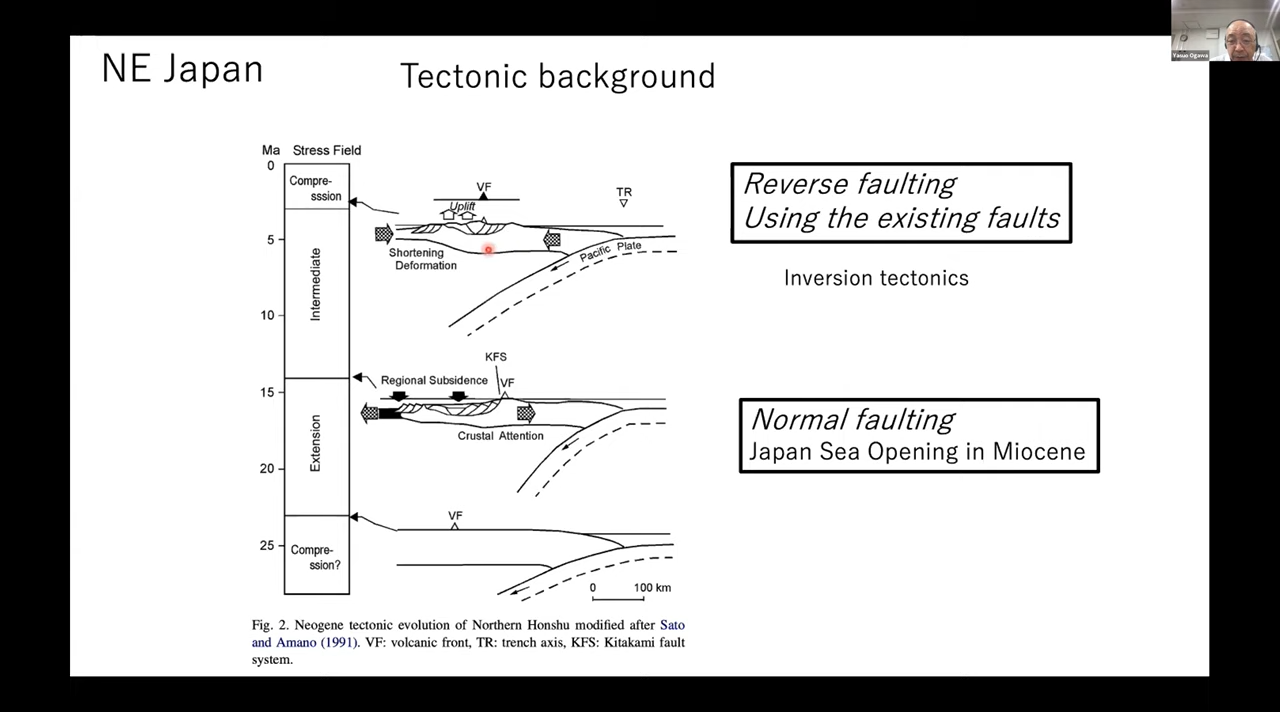 NE Japan
Tectonic background
Yasuo Ogawa
Ma Stress Field
0
Compre-
sssion
5
Intermediate
10
15
Extension
20
25
Compre-
ssion?
VF
Uplift
TR
Shortening
Deformation
Pacific Plate
KFS
Regional Subsidence
VF
Crustal Attention
VF
0 100 km
Reverse faulting
Using the existing faults
Inversion tectonics
Normal faulting
Japan Sea Opening in Miocene
Fig. 2. Neogene tectonic evolution of Northern Honshu modified after Sato
and Amano (1991). VF: volcanic front, TR: trench axis, KFS: Kitakami fault
system.